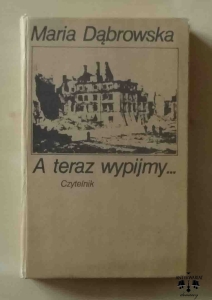 Maria Dąbrowska
A teraz wypijmy...
Czytelnik